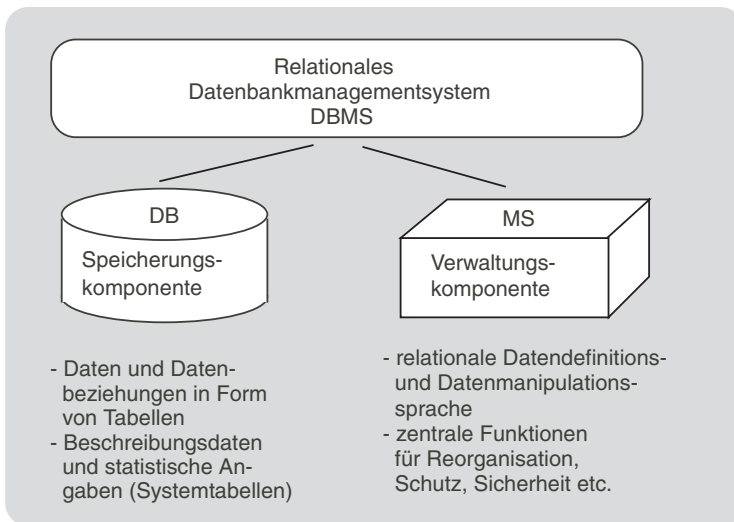 Relationales
Datenbankmanagementsystem
DBMS
DB
Speicherungs-
komponente
- Daten und Daten-
beziehungen in Form
von Tabellen
- Beschreibungsdaten
und statistische An-
gaben (Systemtabellen)
MS
Verwaltungs-
komponente
- relationale Datendefinitions-
und Datenmanipulations-
sprache
- zentrale Funktionen
für Reorganisation,
Schutz, Sicherheit etc.